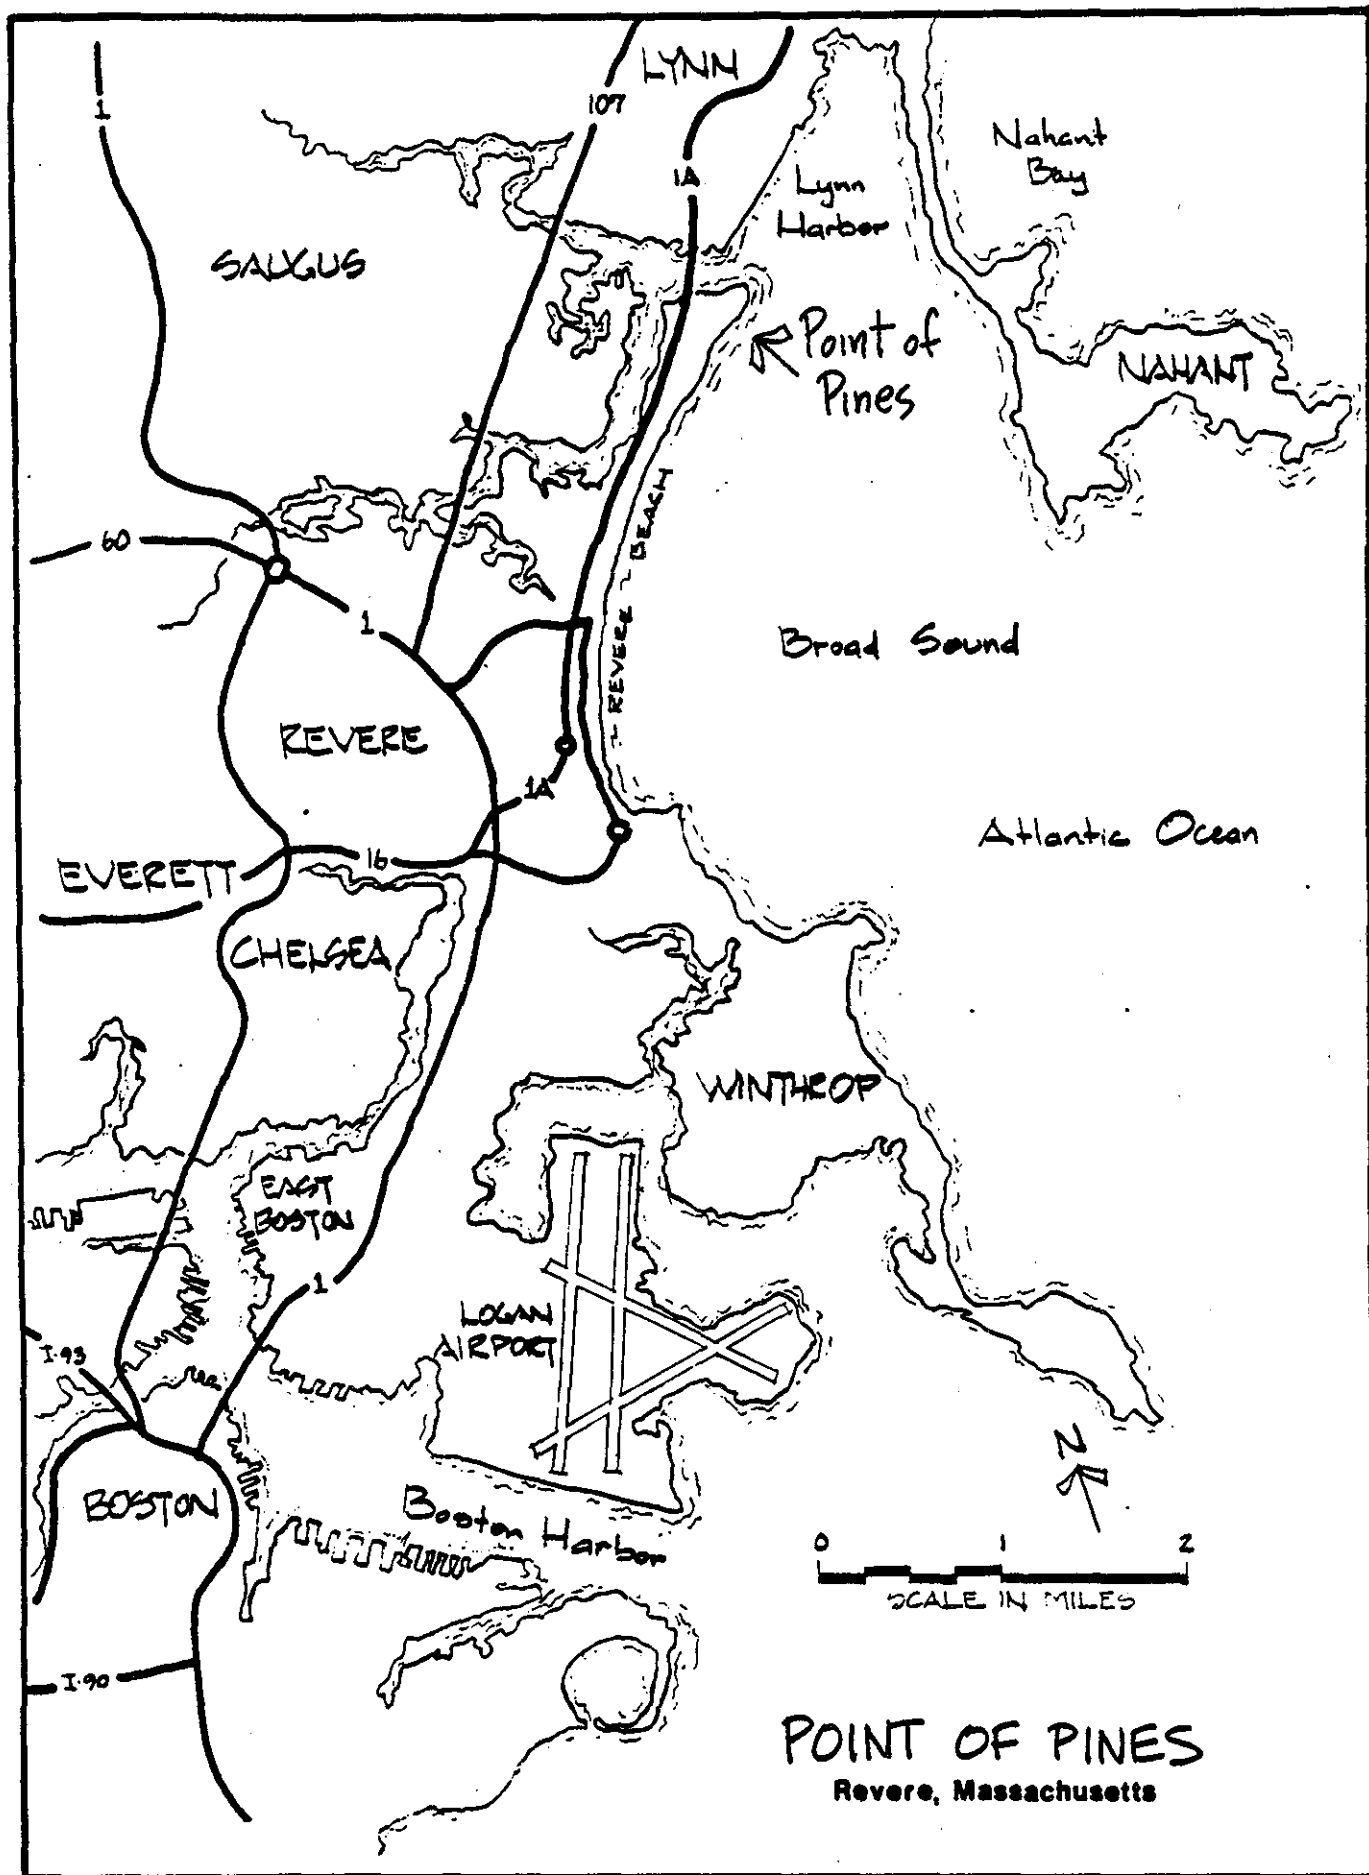 LYNN
1
107
1A
Nahant
Bay
Lynn
Harbor
SAUGUS
Point of
Pines
NAHANT
~ REVERE ~ BEACH
60
1
Broad Sound
REVERE
1A
Atlantic Ocean
16
EVERETT
CHELSEA
WINTHROP
EAST
BOSTON
1
LOGAN
AIRPORT
I-93
N
BOSTON
Boston Harbor
0 1 2
SCALE IN MILES
I-90
POINT OF PINES
Revere, Massachusetts